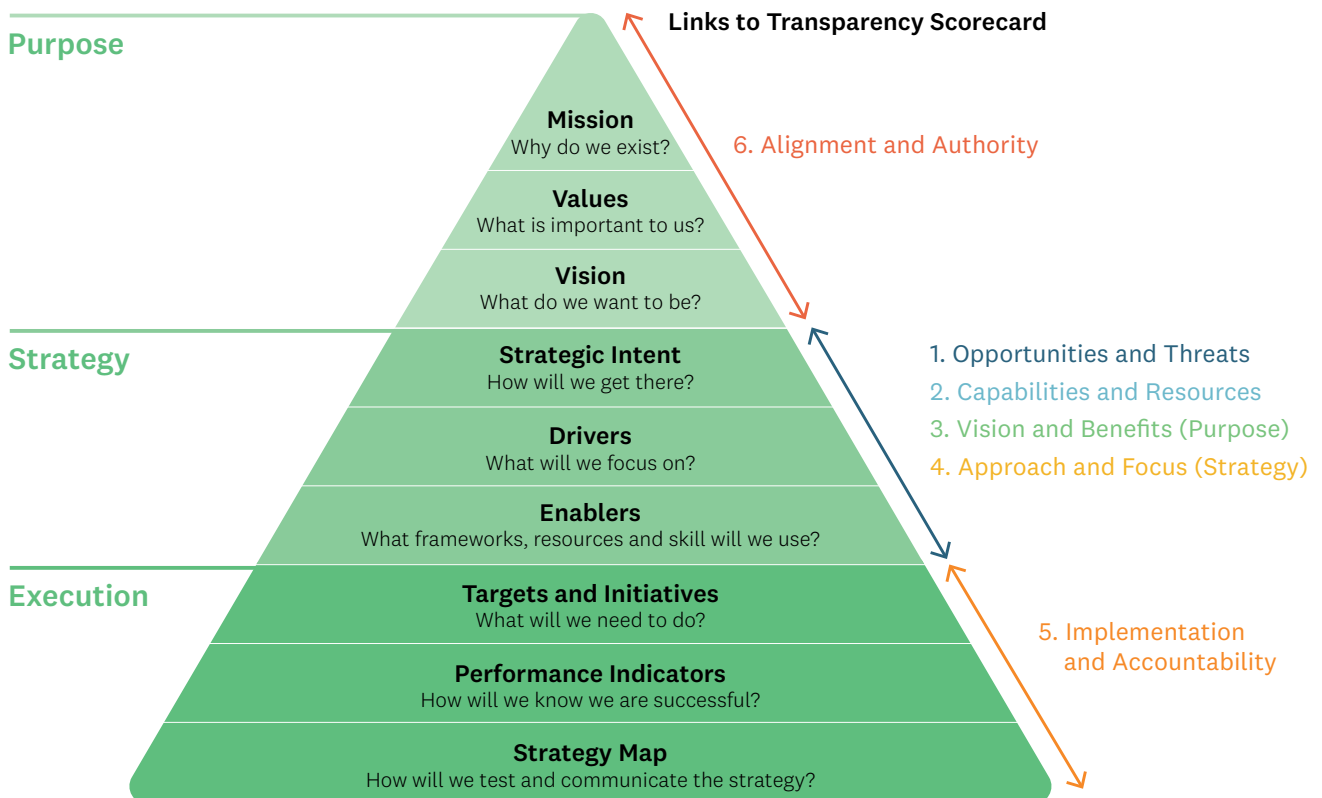 Links to Transparency Scorecard
Purpose
Mission
Why do we exist?
6. Alignment and Authority
Values
What is important to us?
Vision
What do we want to be?
Strategy
Strategic Intent
How will we get there?
1. Opportunities and Threats
2. Capabilities and Resources
3. Vision and Benefits (Purpose)
4. Approach and Focus (Strategy)
Drivers
What will we focus on?
Enablers
What frameworks, resources and skill will we use?
Execution
Targets and Initiatives
What will we need to do?
5. Implementation
and Accountability
Performance Indicators
How will we know we are successful?
Strategy Map
How will we test and communicate the strategy?